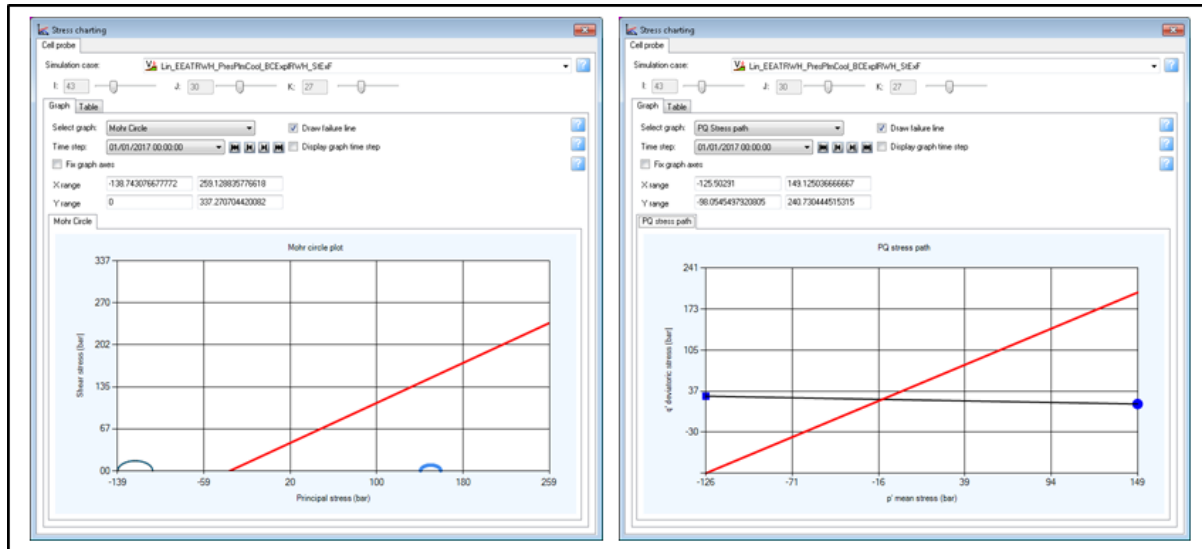 Stress charting
Cell probe
Simulation case: Lin_EEATRWH_PresPlnCool_BCExplRWH_StExF
I: 43 J: 30 K: 27
Graph Table
Select graph: Mohr Circle Draw failure line
Time step: 01/01/2017 00:00:00 Display graph time step
Fix graph axes
X range -138.743076677772 259.128835776618
Y range 0 337.270704420082
Mohr Circle
Mohr circle plot
337
270
202
135
67
00
Shear stress (bar)
-139 -59 20 100 180 259
Principal stress (bar)
Stress charting
Cell probe
Simulation case: Lin_EEATRWH_PresPlnCool_BCExplRWH_StExF
I: 43 J: 30 K: 27
Graph Table
Select graph: PQ Stress path Draw failure line
Time step: 01/01/2017 00:00:00 Display graph time step
Fix graph axes
X range -125.50291 149.125036666667
Y range -98.0545497920805 240.730444515315
PQ stress path
PQ stress path
241
173
105
37
-30
q' deviatoric stress (bar)
-126 -71 -16 39 94 149
p' mean stress (bar)